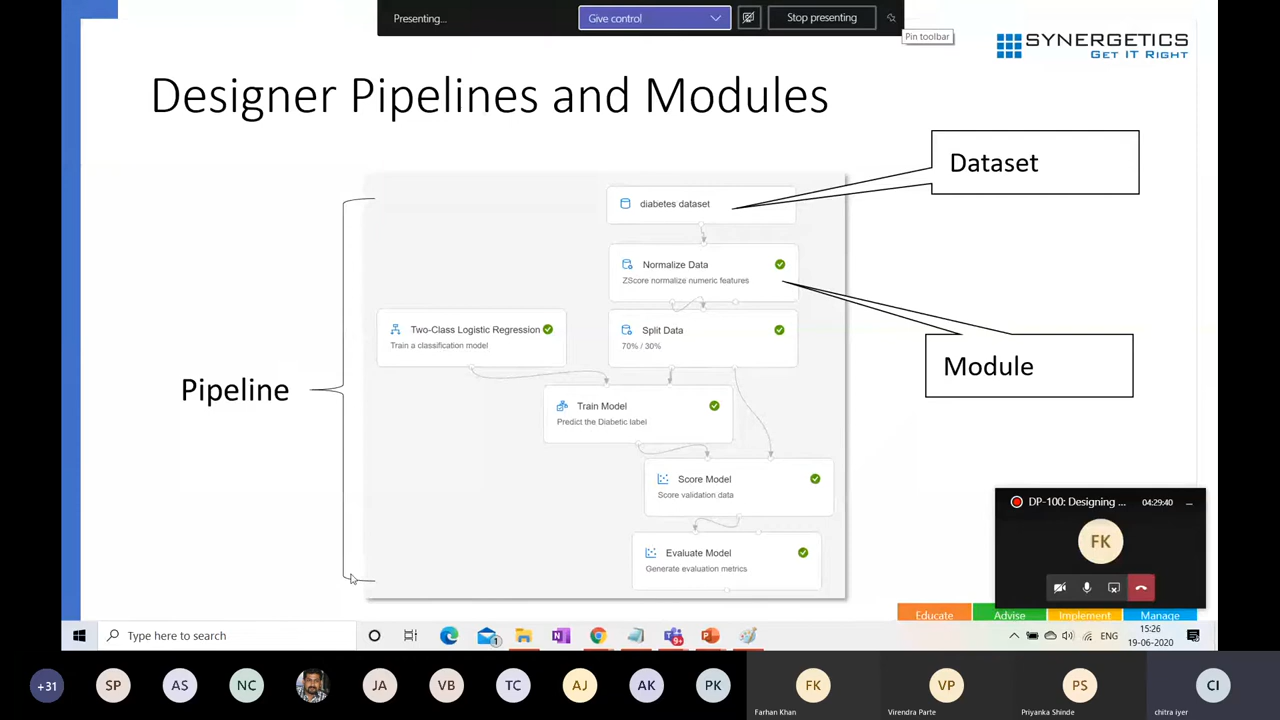 Presenting...
Give control
Stop presenting
Pin toolbar
SYNERGETICS
GET IT RIGHT
Designer Pipelines and Modules
Dataset
diabetes dataset
Normalize Data
ZScore normalize numeric features
Two-Class Logistic Regression
Train a classification model
Split Data
70% / 30%
Module
Pipeline
Train Model
Predict the Diabetic label
Score Model
Score validation data
Evaluate Model
Generate evaluation metrics
DP-100: Designing ...
04:29:40
FK
Educate
Advise
Implement
Manage
Type here to search
9+
ENG
15:26
19-06-2020
+31
SP
AS
NC
JA
VB
TC
AJ
AK
PK
FK
Farhan Khan
VP
Virendra Parte
PS
Priyanka Shinde
CI
chitra iyer